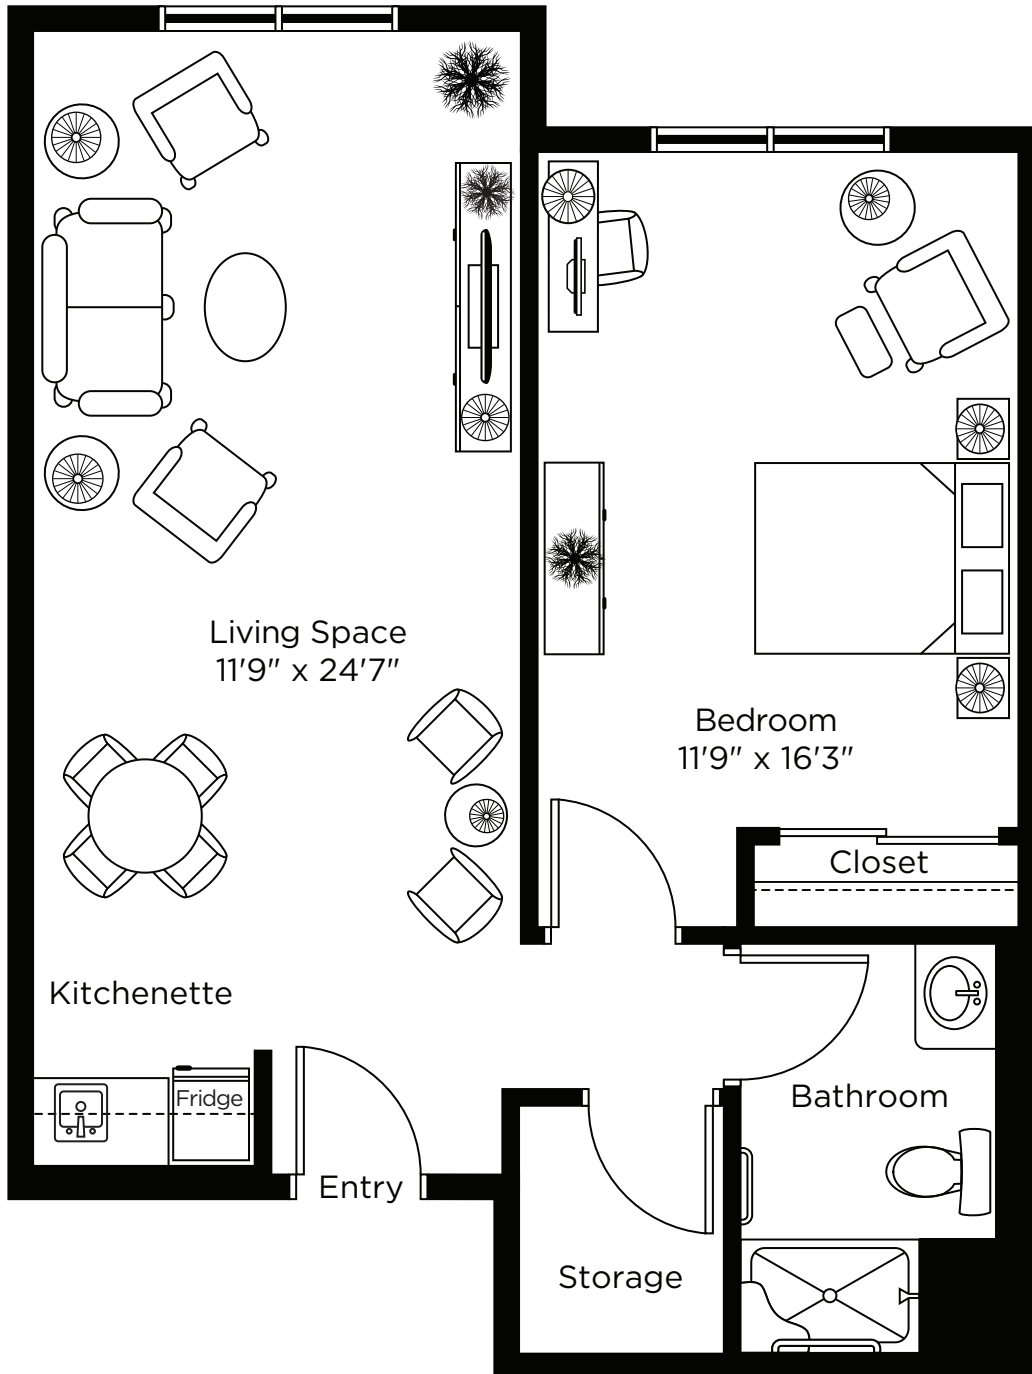 Living Space
11'9" x 24'7"
Bedroom
11'9" x 16'3"
Closet
Kitchenette
Fridge
Bathroom
Entry
Storage